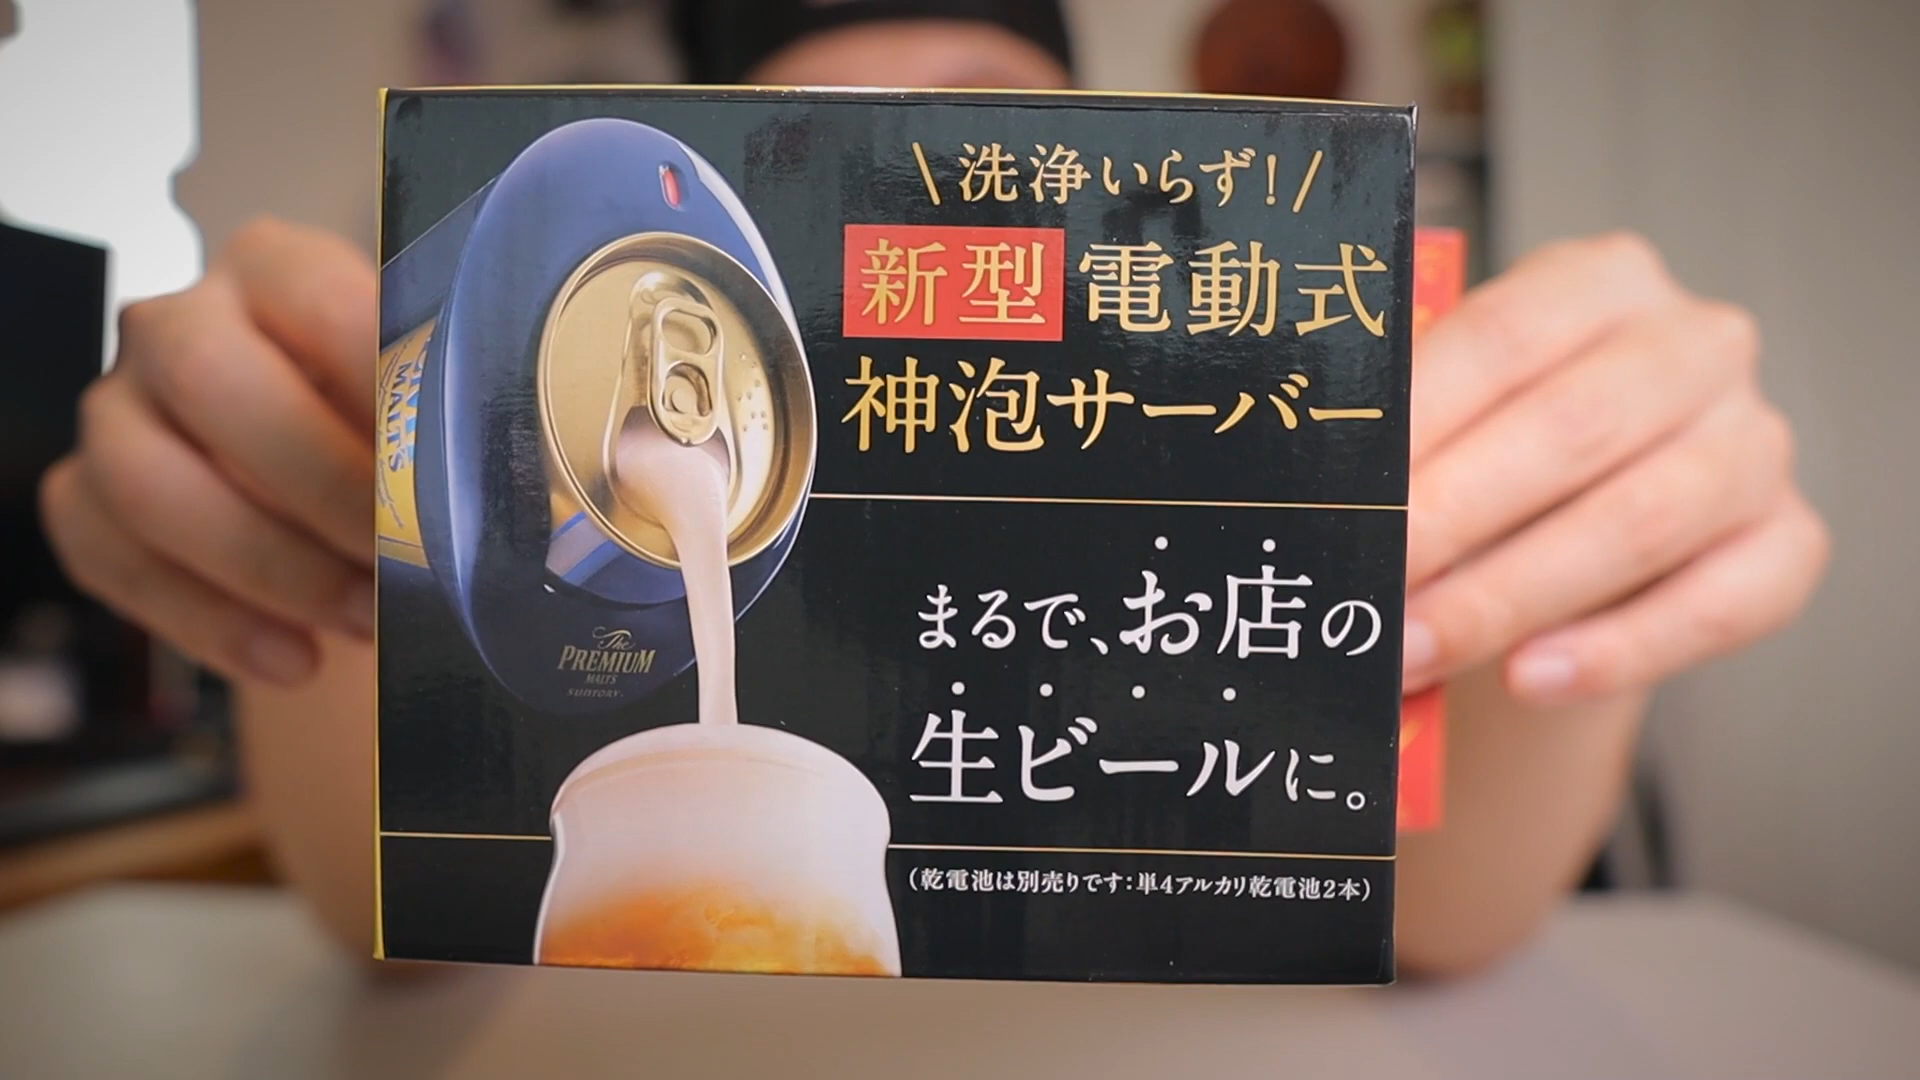 \洗浄いらず!/
新型 電動式
神泡サーバー
まるで、お店の
生ビールに。
(乾電池は別売りです:単4アルカリ乾電池2本)
MALT'S
The
PREMIUM
MALT'S
SUNTORY